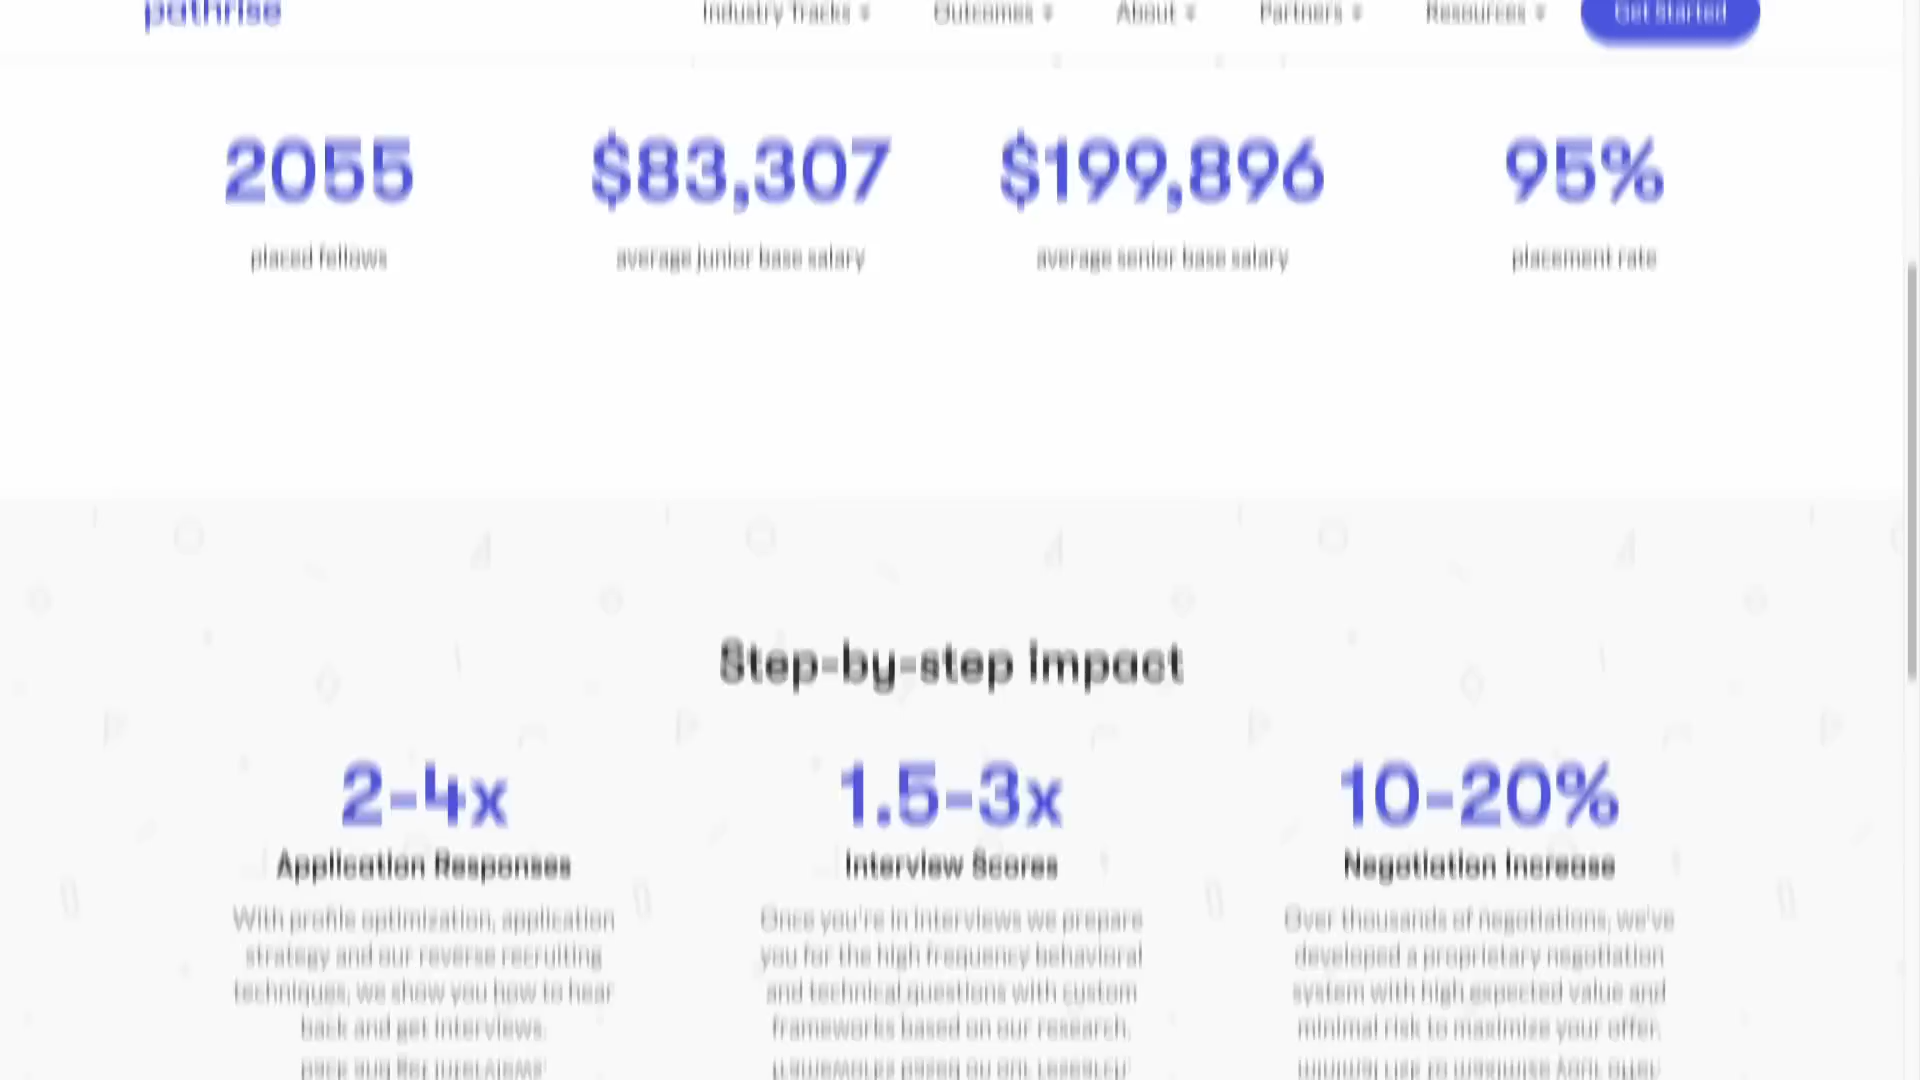 pathrise
Industry Tracks Outcomes About Partners Resources Get Started
2055 $83,307 $199,896 95%
placed fellows average junior base salary average senior base salary placement rate
Step-by-step impact
2-4x
Application Responses
With profile optimization, application
strategy and our reverse recruiting
techniques, we show you how to hear
back and get interviews.
1.5-3x
Interview Scores
Once you're in interviews we prepare
you for the high frequency behavioral
and technical questions with custom
frameworks based on our research.
10-20%
Negotiation Increase
Over thousands of negotiations, we've
developed a proprietary negotiation
system with high expected value and
minimal risk to maximize your offer.